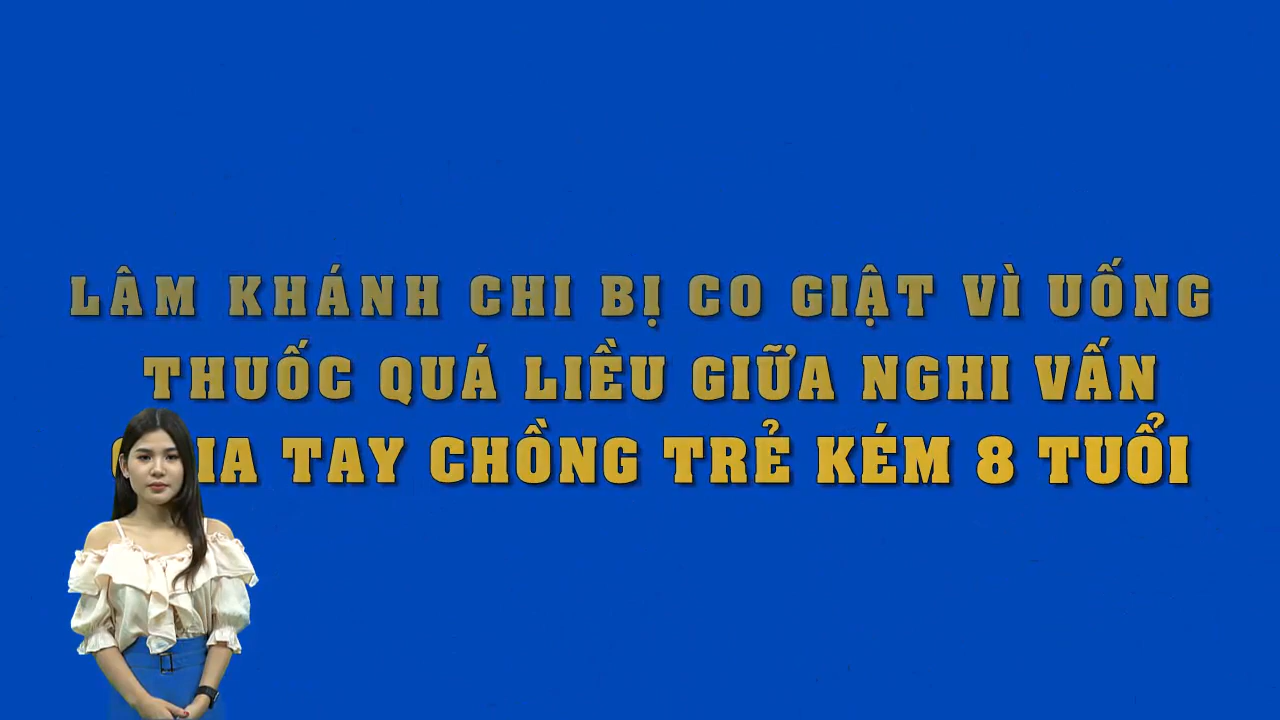 LÂM KHÁNH CHI BỊ CO GIẬT VÌ UỐNG
THUỐC QUÁ LIỀU GIỮA NGHI VẤN
TAY CHỒNG TRẺ KÉM 8 TUỔI